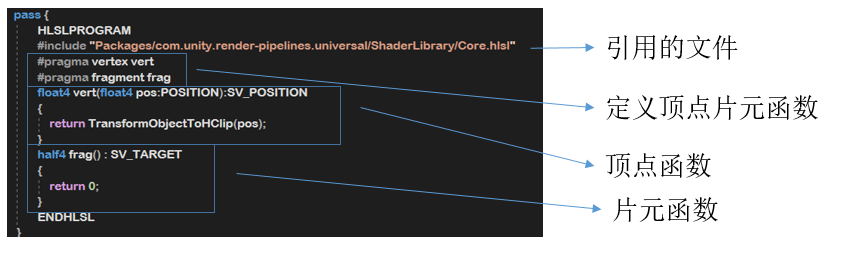 pass {
HLSLPROGRAM
#include "Packages/com.unity.render-pipelines.universal/ShaderLibrary/Core.hlsl"
引用的文件
#pragma vertex vert
#pragma fragment frag
定义顶点片元函数
float4 vert(float4 pos:POSITION):SV_POSITION
{
return TransformObjectToHClip(pos);
}
顶点函数
half4 frag() : SV_TARGET
{
return 0;
}
片元函数
ENDHLSL
}